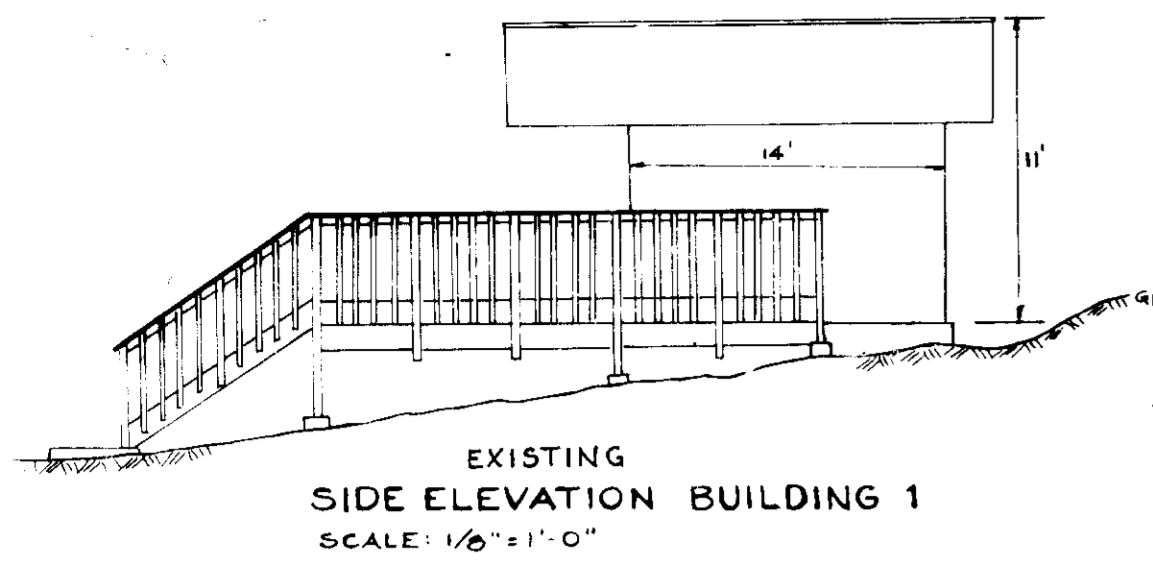 14'
11'
EXISTING
SIDE ELEVATION BUILDING 1
SCALE: 1/8" = 1'-0"